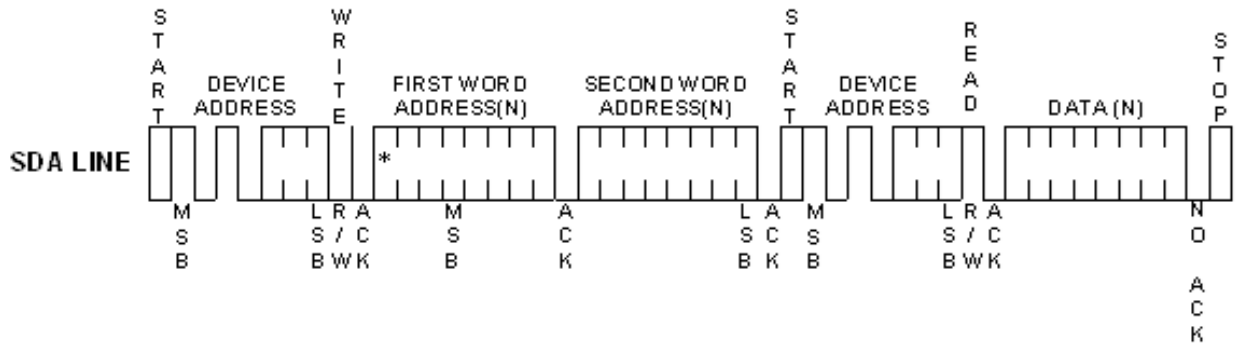 START
WRITE
START
READ
STOP
DEVICE
ADDRESS
FIRST WORD
ADDRESS(N)
SECOND WORD
ADDRESS(N)
DEVICE
ADDRESS
DATA (N)
SDA LINE
*
MSB
LSB
R/W
ACK
MSB
ACK
LSB
ACK
MSB
LSB
R/W
ACK
NO ACK